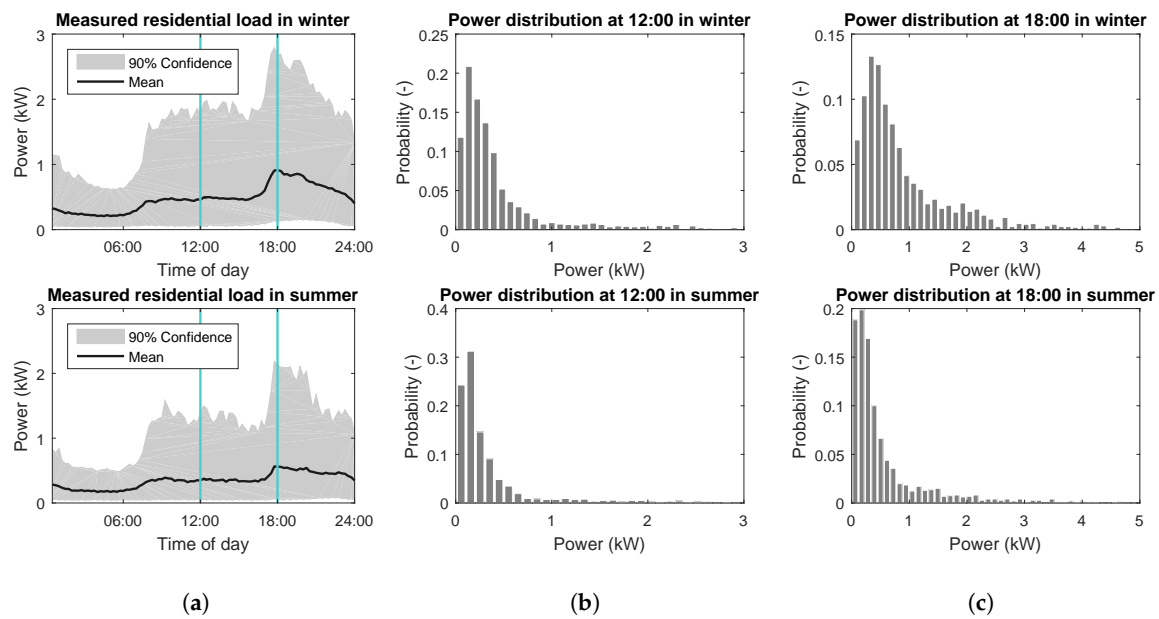 Measured residential load in winter
3
2
1
0
Power (kW)
90% Confidence
Mean
06:00 12:00 18:00 24:00
Time of day
Power distribution at 12:00 in winter
0.25
0.2
0.15
0.1
0.05
0
Probability (-)
0 1 2 3
Power (kW)
Power distribution at 18:00 in winter
0.15
0.1
0.05
0
Probability (-)
0 1 2 3 4 5
Power (kW)
Measured residential load in summer
3
2
1
0
Power (kW)
90% Confidence
Mean
06:00 12:00 18:00 24:00
Time of day
Power distribution at 12:00 in summer
0.4
0.3
0.2
0.1
0
Probability (-)
0 1 2 3
Power (kW)
Power distribution at 18:00 in summer
0.2
0.15
0.1
0.05
0
Probability (-)
0 1 2 3 4 5
Power (kW)
(a) (b) (c)